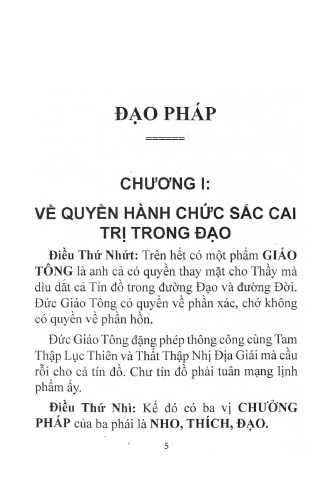 ĐẠO PHÁP
======
CHƯƠNG I:
VỀ QUYỀN HÀNH CHỨC SẮC CAI
TRỊ TRONG ĐẠO
Điều Thứ Nhứt: Trên hết có một phẩm GIÁO
TÔNG là anh cả có quyền thay mặt cho Thầy mà
dìu dắt cả Tín đồ trong đường Đạo và đường Đời.
Đức Giáo Tông có quyền về phần xác, chớ không
có quyền về phần hồn.
Đức Giáo Tông đặng phép thông công cùng Tam
Thập Lục Thiên và Thất Thập Nhị Địa Giái mà cầu
rỗi cho cả tín đồ. Chư tín đồ phải tuân mạng lịnh
phẩm ấy.
Điều Thứ Nhì: Kế đó có ba vị CHƯỞNG
PHÁP của ba phái là NHO, THÍCH, ĐẠO.
5